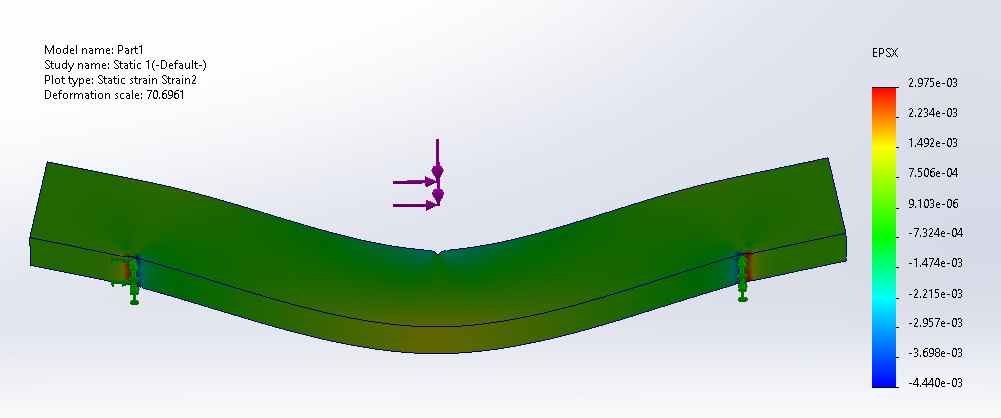 Model name: Part1
Study name: Static 1(-Default-)
Plot type: Static strain Strain2
Deformation scale: 70.6961
EPSX
2.975e-03
2.234e-03
1.492e-03
7.506e-04
9.103e-06
-7.324e-04
-1.474e-03
-2.215e-03
-2.957e-03
-3.698e-03
-4.440e-03